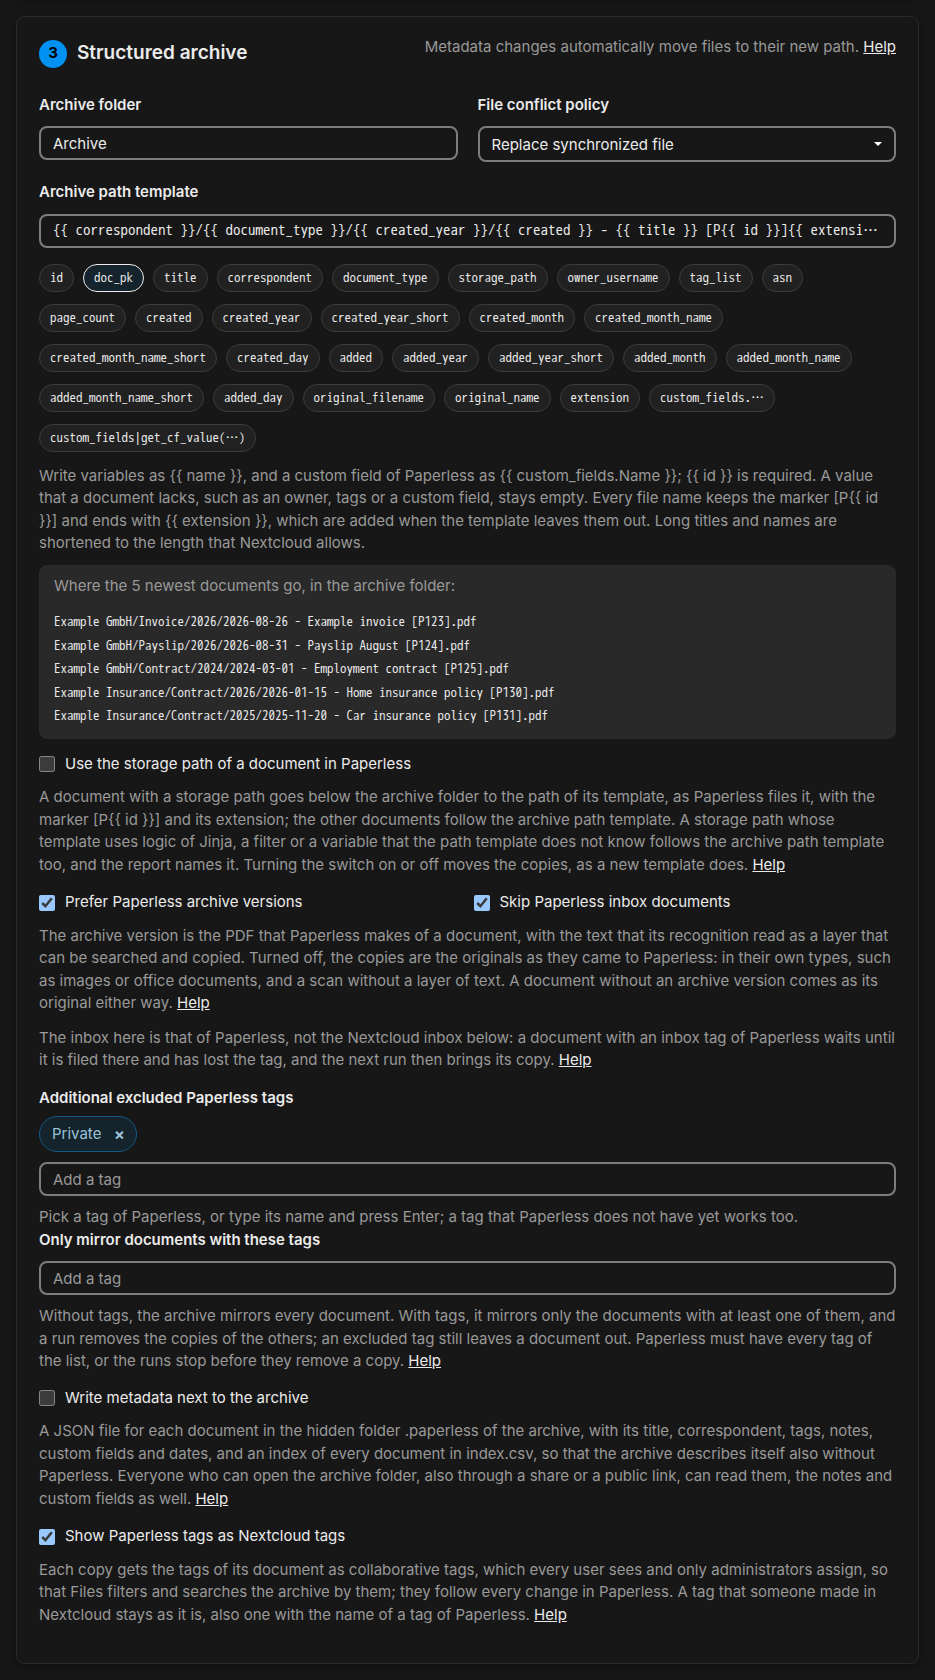 3 Structured archive
Metadata changes automatically move files to their new path. Help
Archive folder
File conflict policy
Archive
Replace synchronized file
Archive path template
{{ correspondent }}/{{ document_type }}/{{ created_year }}/{{ created }} - {{ title }} [P{{ id }}]{{ extensi···
id doc_pk title correspondent document_type storage_path owner_username tag_list asn
page_count created created_year created_year_short created_month created_month_name
created_month_name_short created_day added added_year added_year_short added_month added_month_name
added_month_name_short added_day original_filename original_name extension custom_fields.···
custom_fields|get_cf_value(···)
Write variables as {{ name }}, and a custom field of Paperless as {{ custom_fields.Name }}; {{ id }} is required. A value
that a document lacks, such as an owner, tags or a custom field, stays empty. Every file name keeps the marker [P{{ id
}}] and ends with {{ extension }}, which are added when the template leaves them out. Long titles and names are
shortened to the length that Nextcloud allows.
Where the 5 newest documents go, in the archive folder:
Example GmbH/Invoice/2026/2026-08-26 - Example invoice [P123].pdf
Example GmbH/Payslip/2026/2026-08-31 - Payslip August [P124].pdf
Example GmbH/Contract/2024/2024-03-01 - Employment contract [P125].pdf
Example Insurance/Contract/2026/2026-01-15 - Home insurance policy [P130].pdf
Example Insurance/Contract/2025/2025-11-20 - Car insurance policy [P131].pdf
Use the storage path of a document in Paperless
A document with a storage path goes below the archive folder to the path of its template, as Paperless files it, with the
marker [P{{ id }}] and its extension; the other documents follow the archive path template. A storage path whose
template uses logic of Jinja, a filter or a variable that the path template does not know follows the archive path template
too, and the report names it. Turning the switch on or off moves the copies, as a new template does. Help
Prefer Paperless archive versions
Skip Paperless inbox documents
The archive version is the PDF that Paperless makes of a document, with the text that its recognition read as a layer that
can be searched and copied. Turned off, the copies are the originals as they came to Paperless: in their own types, such
as images or office documents, and a scan without a layer of text. A document without an archive version comes as its
original either way. Help
The inbox here is that of Paperless, not the Nextcloud inbox below: a document with an inbox tag of Paperless waits until
it is filed there and has lost the tag, and the next run then brings its copy. Help
Additional excluded Paperless tags
Private ×
Add a tag
Pick a tag of Paperless, or type its name and press Enter; a tag that Paperless does not have yet works too.
Only mirror documents with these tags
Add a tag
Without tags, the archive mirrors every document. With tags, it mirrors only the documents with at least one of them, and
a run removes the copies of the others; an excluded tag still leaves a document out. Paperless must have every tag of
the list, or the runs stop before they remove a copy. Help
Write metadata next to the archive
A JSON file for each document in the hidden folder .paperless of the archive, with its title, correspondent, tags, notes,
custom fields and dates, and an index of every document in index.csv, so that the archive describes itself also without
Paperless. Everyone who can open the archive folder, also through a share or a public link, can read them, the notes and
custom fields as well. Help
Show Paperless tags as Nextcloud tags
Each copy gets the tags of its document as collaborative tags, which every user sees and only administrators assign, so
that Files filters and searches the archive by them; they follow every change in Paperless. A tag that someone made in
Nextcloud stays as it is, also one with the name of a tag of Paperless. Help